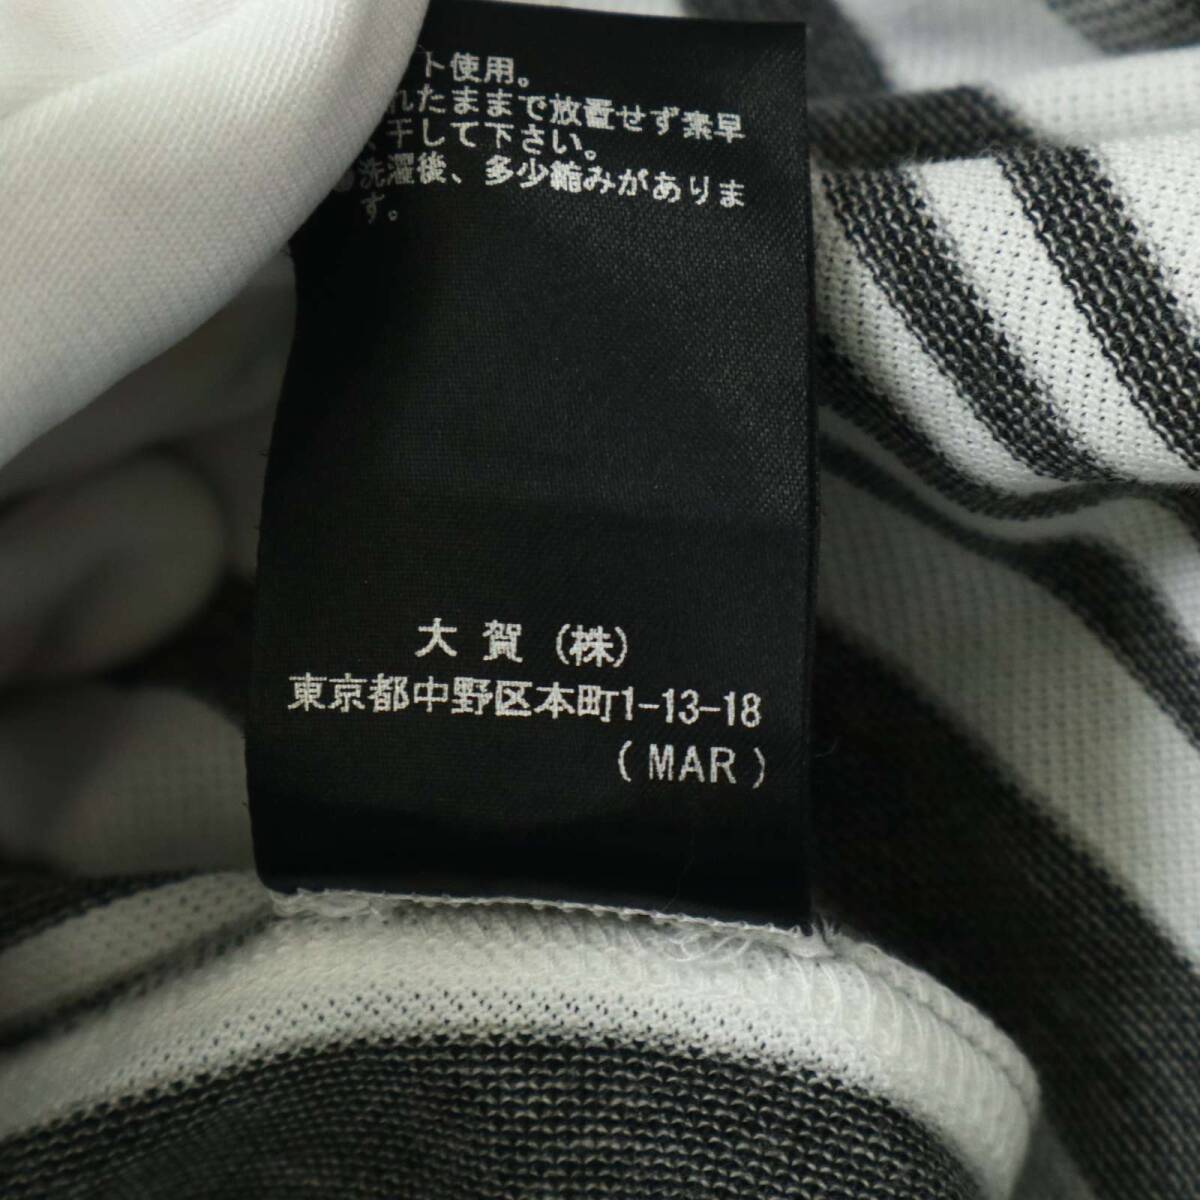 ト使用。
れたままで放置せず素早
干して下さい。
●洗濯後、多少縮みがありま
す。
大賀(株)
東京都中野区本町1-13-18
(MAR)